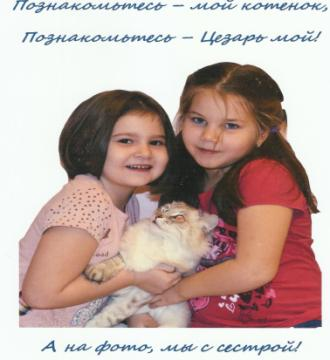 Познакомьтесь – мой котенок,
Познакомьтесь – Цезарь мой!
А на фото, мы с сестрой!